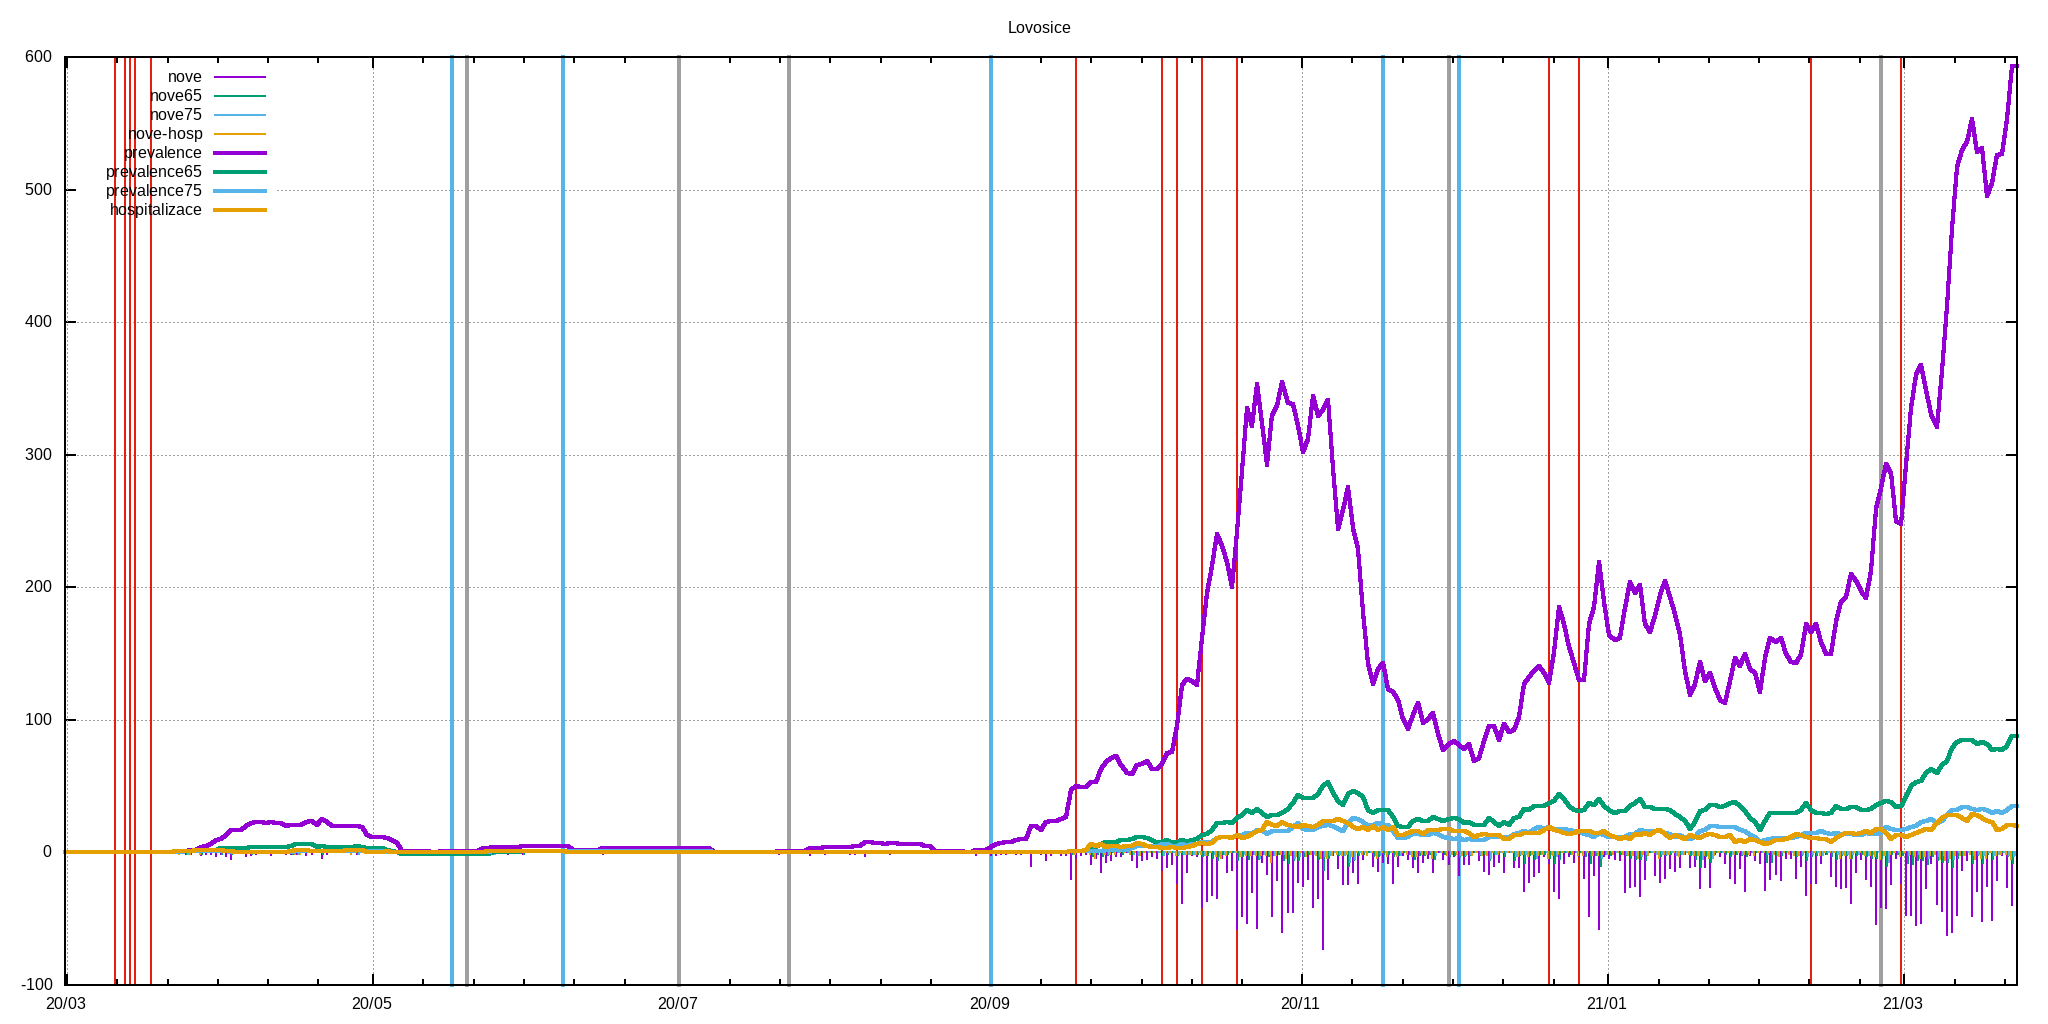 Lovosice
600
500
400
300
200
100
0
-100
nove
nove65
nove75
nove-hosp
prevalence
prevalence65
prevalence75
hospitalizace
20/03 20/05 20/07 20/09 20/11 21/01 21/03